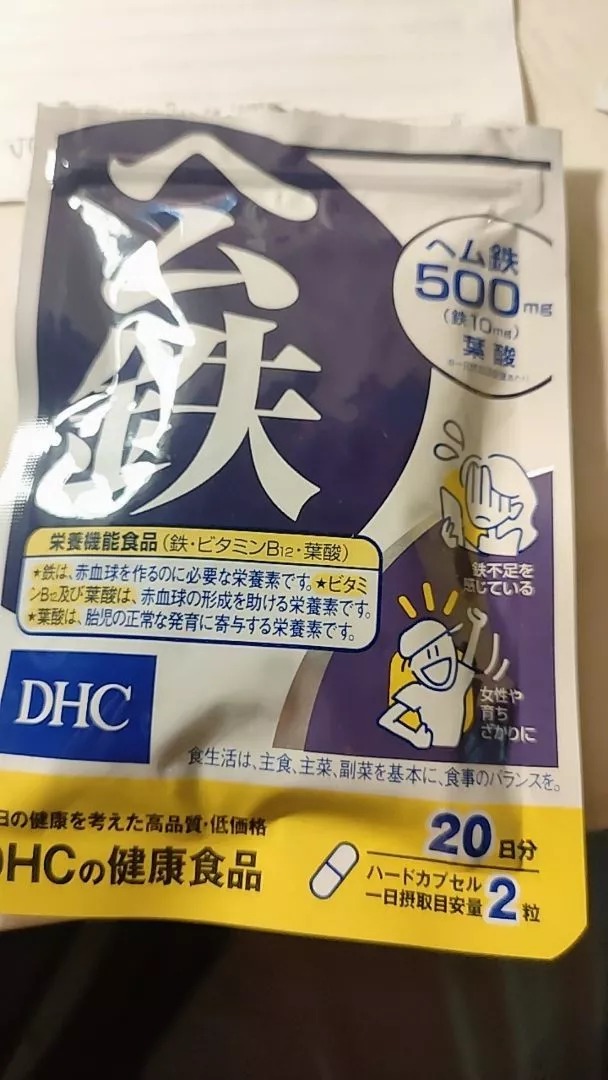 ヘム鉄
ヘム鉄
500mg
(鉄10mg)
葉酸
栄養機能食品(鉄・ビタミンB12・葉酸)
★鉄は、赤血球を作るのに必要な栄養素です。★ビタミ
ンB12及び葉酸は、赤血球の形成を助ける栄養素です。
★葉酸は、胎児の正常な発育に寄与する栄養素です。
鉄不足を
感じている
女性や
育ち
ざかりに
DHC
食生活は、主食、主菜、副菜を基本に、食事のバランスを。
日の健康を考えた高品質・低価格
DHCの健康食品
20日分
ハードカプセル
一日摂取目安量2粒